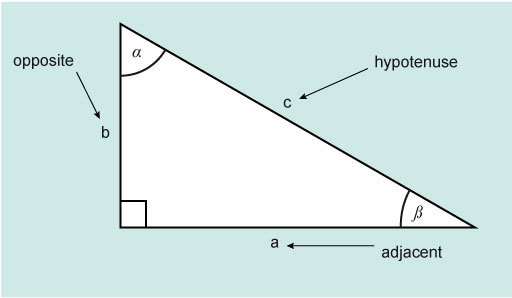 α
opposite
hypotenuse
c
b
β
a
adjacent